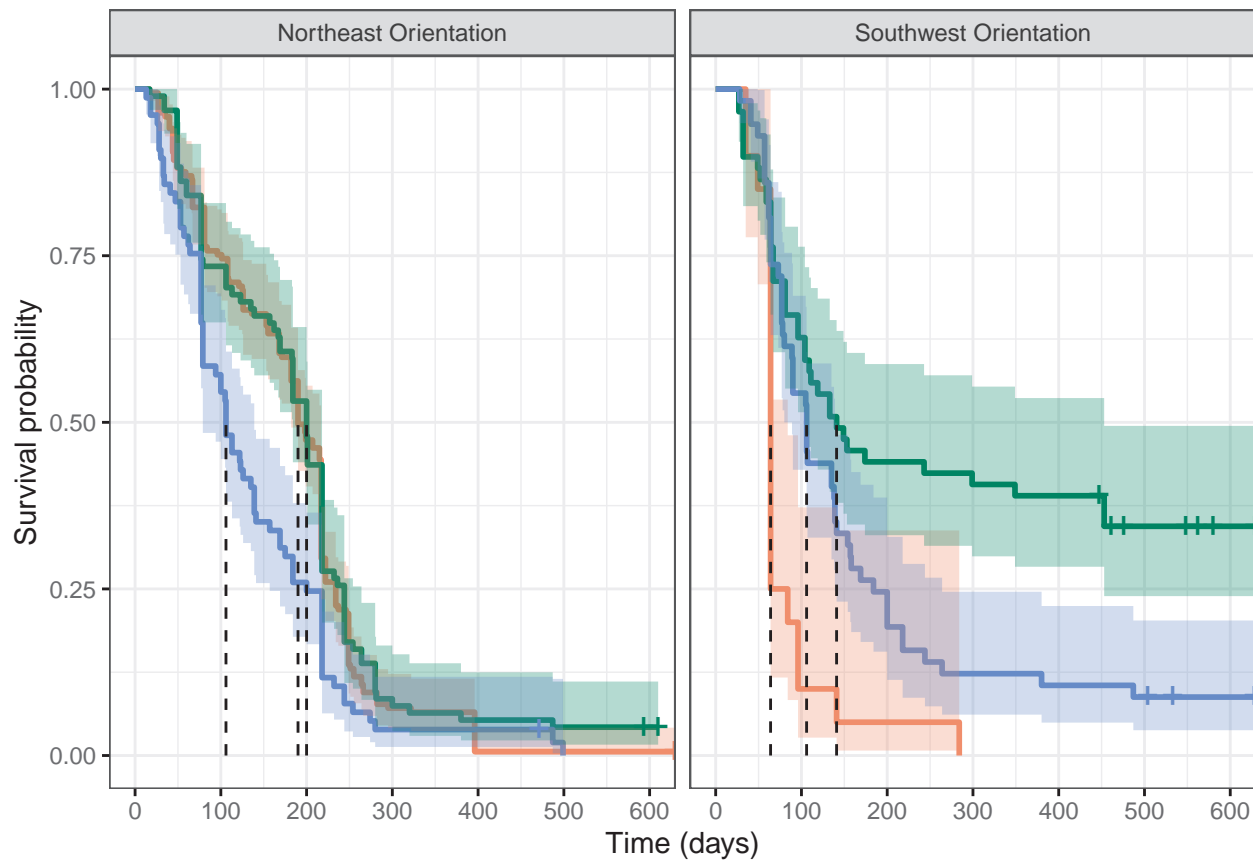 Northeast Orientation
Southwest Orientation
Survival probability
1.00
0.75
0.50
0.25
0.00
0 100 200 300 400 500 600
0 100 200 300 400 500 600
Time (days)